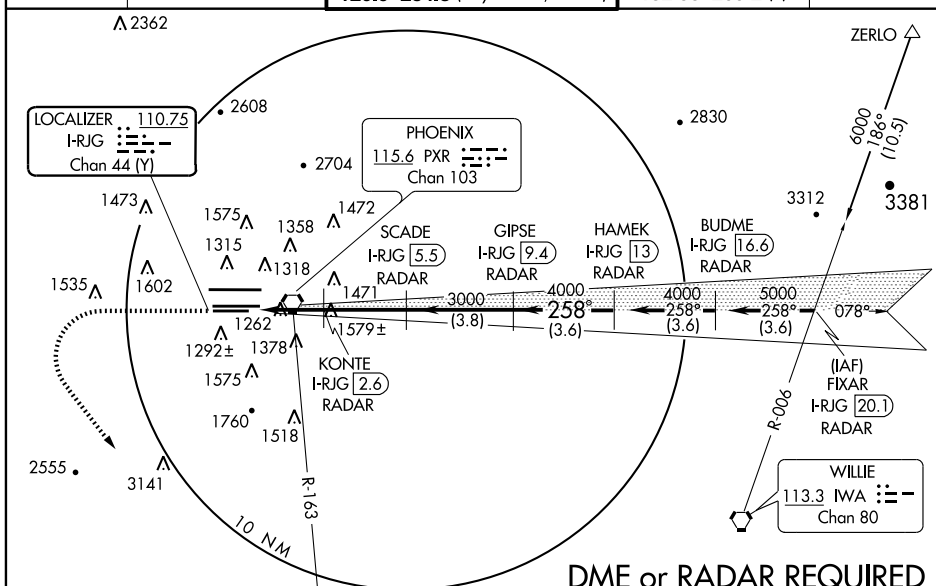 2362
ZERLO
LOCALIZER 110.75
I-RJG
Chan 44 (Y)
2608
2830
PHOENIX
115.6 PXR
Chan 103
6000
186°
(10.5)
2704
3381
3312
1473
1575
1358
1472
SCADE
I-RJG 5.5
RADAR
GIPSE
I-RJG 9.4
RADAR
HAMEK
I-RJG 13
RADAR
BUDME
I-RJG 16.6
RADAR
1315
1318
1602
1535
1471
3000
(3.8)
4000
258°
(3.6)
4000
258°
(3.6)
5000
258°
(3.6)
078°
1262
1579±
1292±
1378
KONTE
I-RJG 2.6
RADAR
(IAF)
FIXAR
I-RJG 20.1
RADAR
1575
1760
1518
R-006
2555
3141
R-163
WILLIE
113.3 IWA
Chan 80
10 NM
DME or RADAR REQUIRED